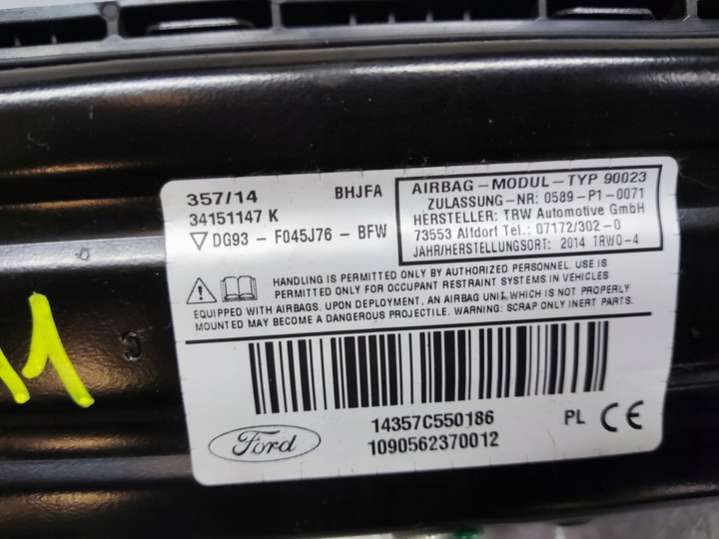 357/14 BHJFA
34151147 K
DG93 - F045J76 - BFW
AIRBAG-MODUL-TYP 90023
ZULASSUNG-NR: 0589-P1-0071
HERSTELLER: TRW Automotive GmbH
73553 Alfdorf Tel.: 07172/302-0
JAHR/HERSTELLUNGSORT: 2014 TRWO-4
HANDLING IS PERMITTED ONLY BY AUTHORIZED PERSONNEL. USE IS
PERMITTED ONLY FOR OCCUPANT RESTRAINT SYSTEMS IN VEHICLES
EQUIPPED WITH AIRBAGS. UPON DEPLOYMENT, AN AIRBAG UNIT, WHICH IS NOT PROPERLY
MOUNTED MAY BECOME A DANGEROUS PROJECTILE. WARNING: SCRAP ONLY INERT PARTS.
14357C550186
1090562370012
Ford
PL CE
11